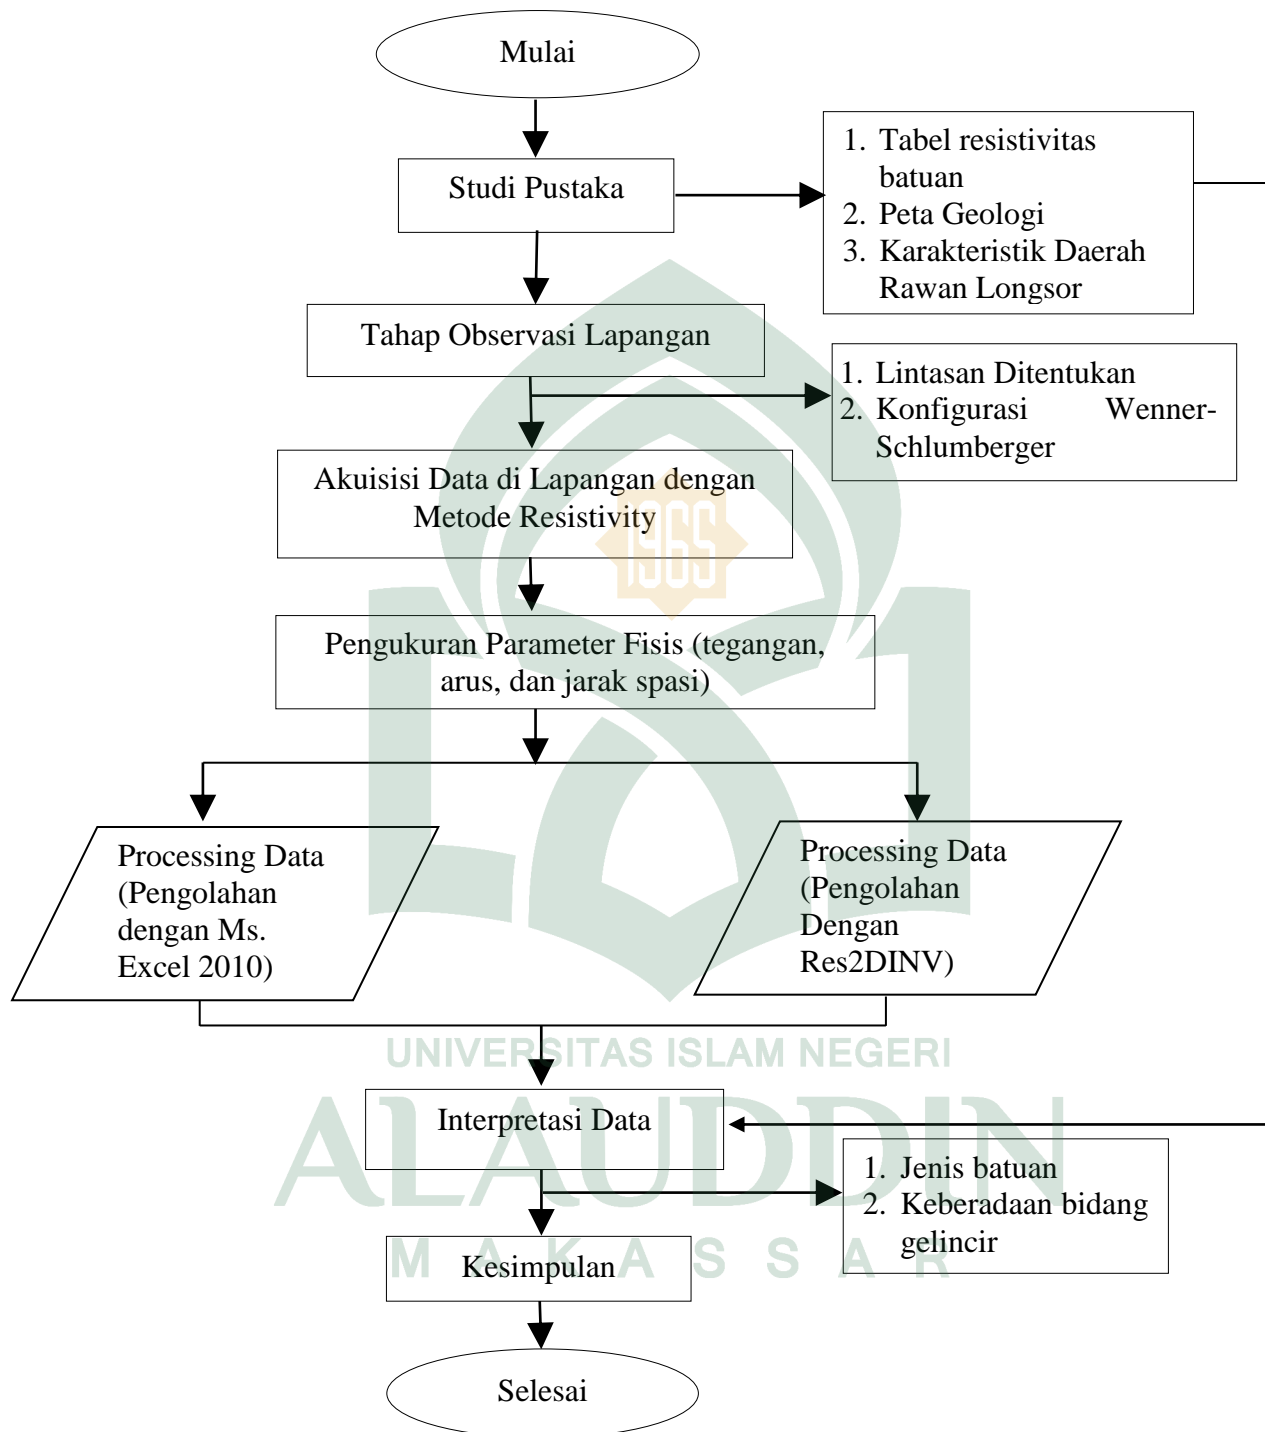 Mulai
Studi Pustaka
1. Tabel resistivitas
batuan
2. Peta Geologi
3. Karakteristik Daerah
Rawan Longsor
Tahap Observasi Lapangan
1. Lintasan Ditentukan
2. Konfigurasi Wenner-
Schlumberger
Akuisisi Data di Lapangan dengan
Metode Resistivity
1965
Pengukuran Parameter Fisis (tegangan,
arus, dan jarak spasi)
Processing Data
(Pengolahan
dengan Ms.
Excel 2010)
Processing Data
(Pengolahan
Dengan
Res2DINV)
UNIVERSITAS ISLAM NEGERI
Interpretasi Data
ALAUDDIN
1. Jenis batuan
2. Keberadaan bidang
gelincir
MAKASSAR
Kesimpulan
Selesai